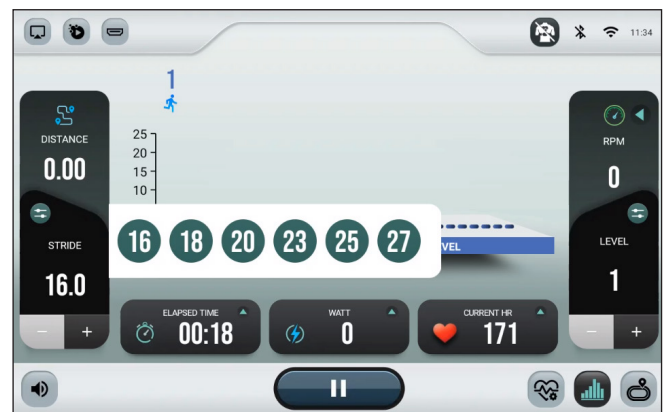 11:34
1
DISTANCE
0.00
25
20
15
10
RPM
0
16 18 20 23 25 27
VEL
STRIDE
16.0
- +
LEVEL
1
- +
ELAPSED TIME
00:18
WATT
0
CURRENT HR
171